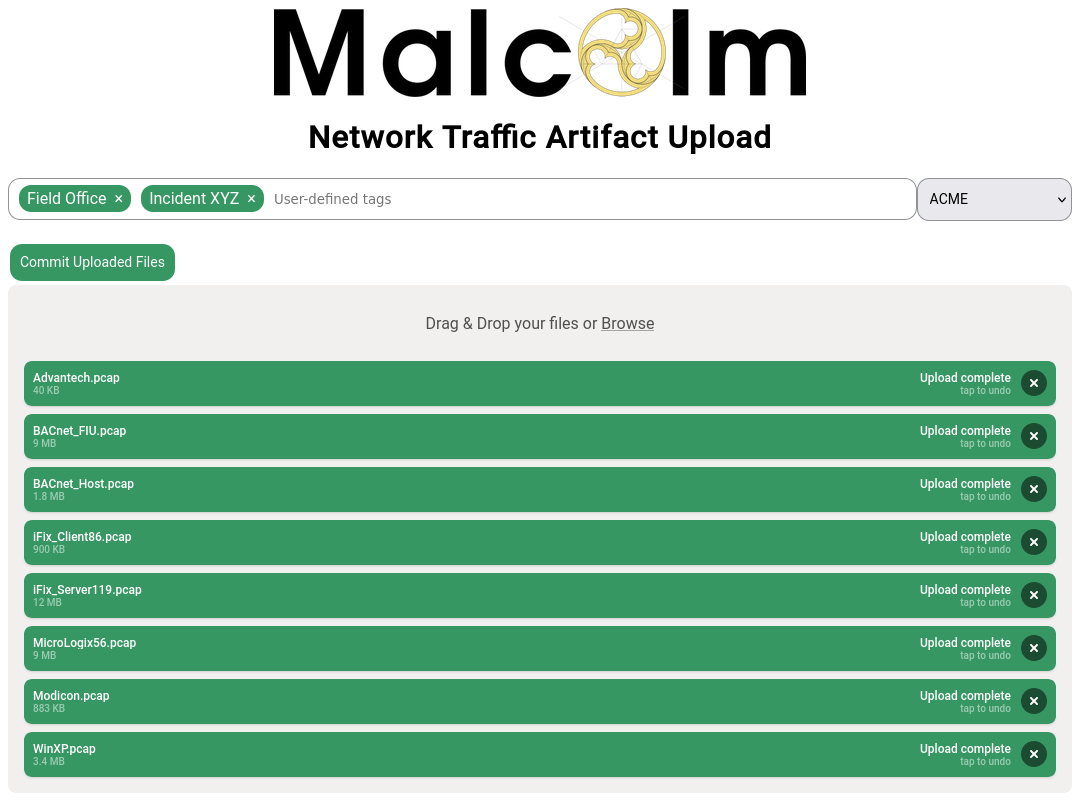 Malcolm
Network Traffic Artifact Upload
Field Office × Incident XYZ × User-defined tags ACME
Commit Uploaded Files
Drag & Drop your files or Browse
Advantech.pcap Upload complete
40 KB tap to undo
BACnet_FIU.pcap Upload complete
9 MB tap to undo
BACnet_Host.pcap Upload complete
1.8 MB tap to undo
iFix_Client86.pcap Upload complete
900 KB tap to undo
iFix_Server119.pcap Upload complete
12 MB tap to undo
MicroLogix56.pcap Upload complete
9 MB tap to undo
Modicon.pcap Upload complete
883 KB tap to undo
WinXP.pcap Upload complete
3.4 MB tap to undo